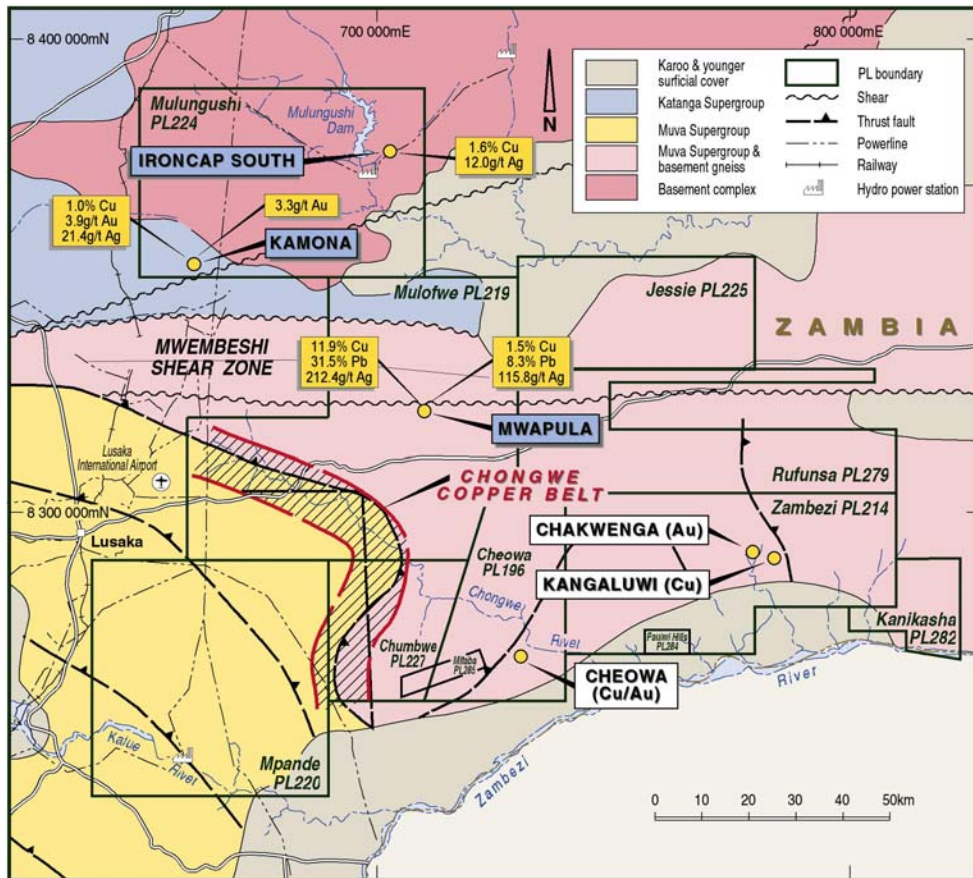 8 400 000mN
700 000mE
800 000mE
Mulungushi
PL224
Mulungushi
Dam
N
Karoo & younger
surficial cover
Katanga Supergroup
Muva Supergroup
Muva Supergroup &
basement gneiss
Basement complex
PL boundary
Shear
Thrust fault
Powerline
Railway
Hydro power station
IRONCAP SOUTH
1.6% Cu
12.0g/t Ag
1.0% Cu
3.9g/t Au
21.4g/t Ag
3.3g/t Au
KAMONA
Mulofwe PL219
Jessie PL225
ZAMBIA
MWEMBESHI
SHEAR ZONE
11.9% Cu
31.5% Pb
212.4g/t Ag
1.5% Cu
8.3% Pb
115.8g/t Ag
MWAPULA
Lusaka
International Airport
CHONGWE
COPPER BELT
Rufunsa PL279
8 300 000mN
Zambezi PL214
Lusaka
CHAKWENGA (Au)
Cheowa
PL196
KANGALUWI (Cu)
Chongwe
River
Kanikasha
PL282
Chumbwe
PL227
PL284
CHEOWA
(Cu/Au)
River
Kafue
River
Mpande
PL220
Zambezi
0 10 20 30 40 50km